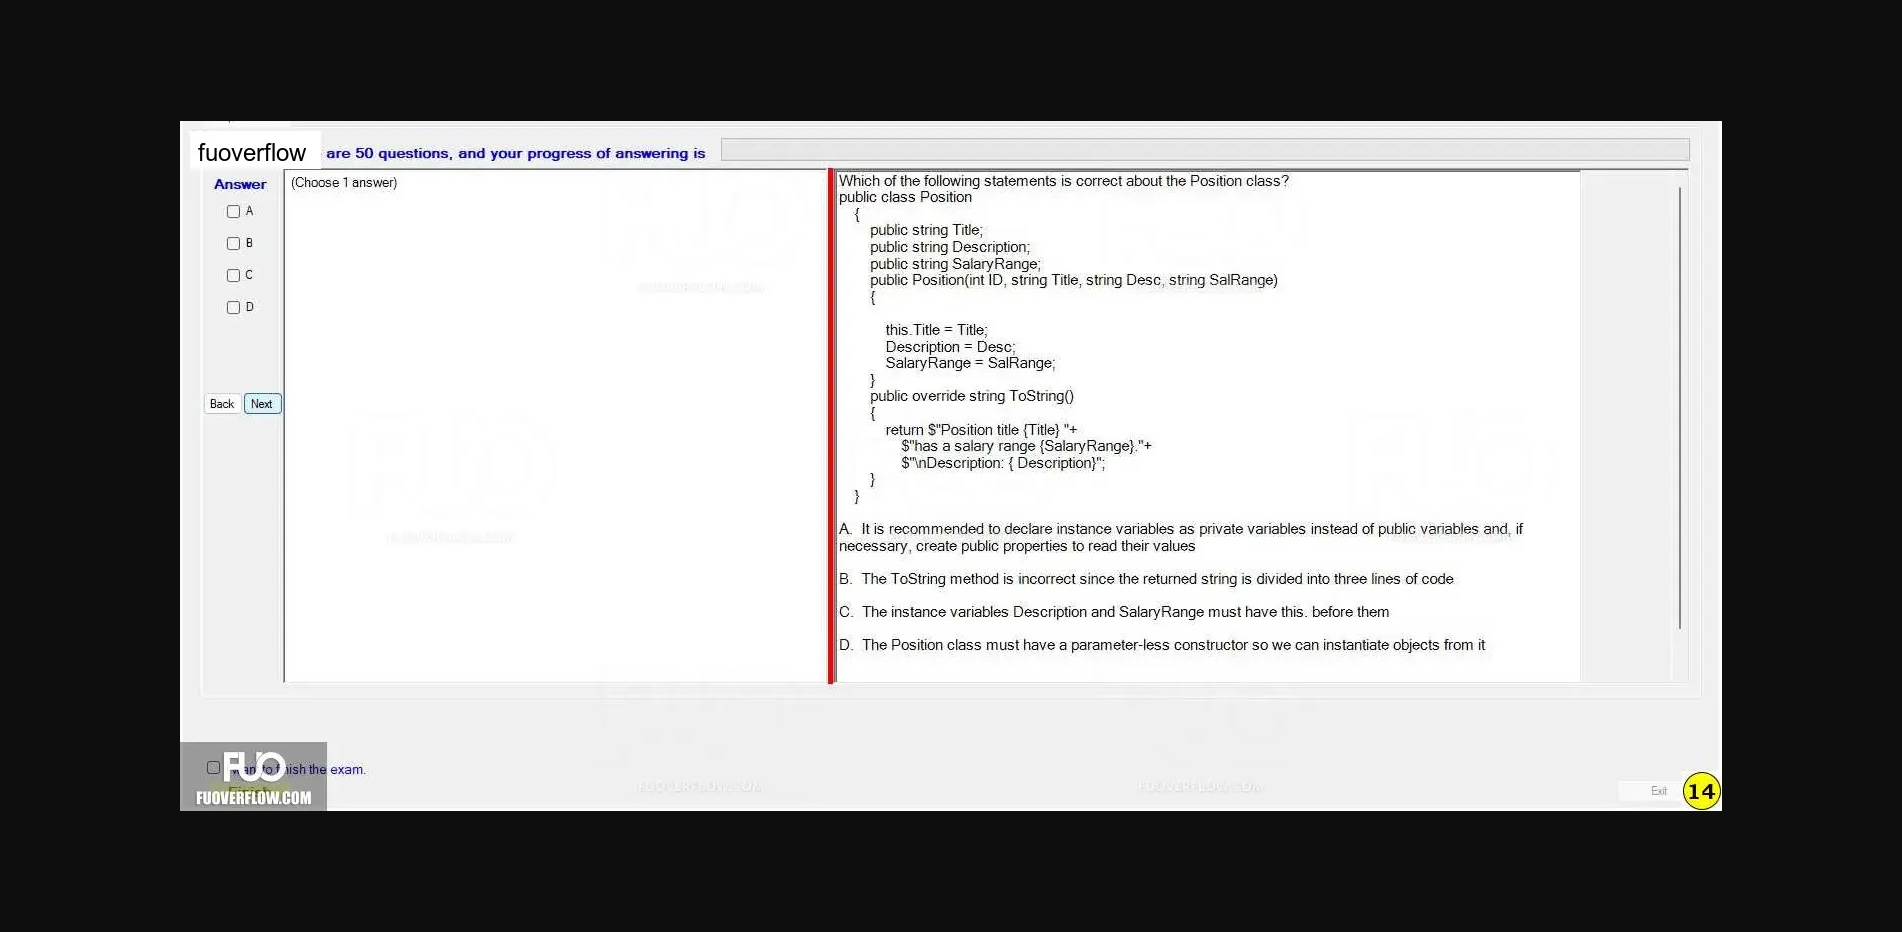 fuoverflow are 50 questions, and your progress of answering is
Answer
A
B
C
D
Back Next
(Choose 1 answer)
Which of the following statements is correct about the Position class?
public class Position
{
public string Title;
public string Description;
public string SalaryRange;
public Position(int ID, string Title, string Desc, string SalRange)
{
this.Title = Title;
Description = Desc;
SalaryRange = SalRange;
}
public override string ToString()
{
return $"Position title {Title} "+
$"has a salary range {SalaryRange}."+
$"\nDescription: { Description}";
}
}
A. It is recommended to declare instance variables as private variables instead of public variables and, if
necessary, create public properties to read their values
B. The ToString method is incorrect since the returned string is divided into three lines of code
C. The instance variables Description and SalaryRange must have this. before them
D. The Position class must have a parameter-less constructor so we can instantiate objects from it
the exam.
FUO
FUOVERFLOW.COM
FUOVERFLOW.COM
FUOVERFLOW.COM
Exit
14